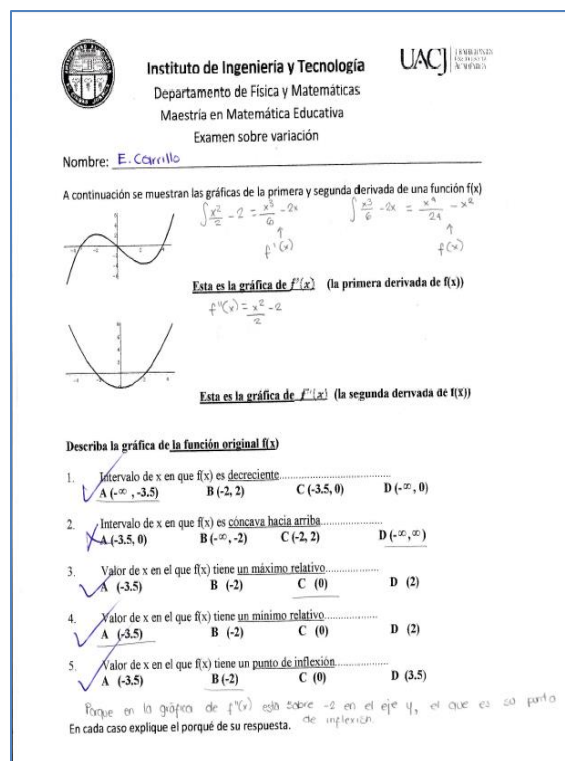 UACJ
Instituto de Ingeniería y Tecnología
Departamento de Física y Matemáticas
Maestría en Matemática Educativa
Examen sobre variación
Nombre: E. Carrillo
A continuación se muestran las gráficas de la primera y segunda derivada de una función f(x)
∫ x²/2 - 2 = x³/6 - 2x ∫ x³/6 - 2x = x⁴/24 - x²
↑ ↑
f'(x) f(x)
Esta es la gráfica de f'(x) (la primera derivada de f(x))
f''(x) = x²/2 - 2
Esta es la gráfica de f''(x) (la segunda derivada de f(x))
Describa la gráfica de la función original f(x)
1. Intervalo de x en que f(x) es decreciente
A (-∞, -3.5) B (-2, 2) C (-3.5, 0) D (-∞, 0)
2. Intervalo de x en que f(x) es cóncava hacia arriba
A (-3.5, 0) B (-∞, -2) C (-2, 2) D (-∞, ∞)
3. Valor de x en el que f(x) tiene un máximo relativo
A (-3.5) B (-2) C (0) D (2)
4. Valor de x en el que f(x) tiene un mínimo relativo
A (-3.5) B (-2) C (0) D (2)
5. Valor de x en el que f(x) tiene un punto de inflexión
A (-3.5) B (-2) C (0) D (3.5)
Porque en la gráfica de f''(x) está sobre -2 en el eje y, el que es su punto
de inflexión.
En cada caso explique el porqué de su respuesta.